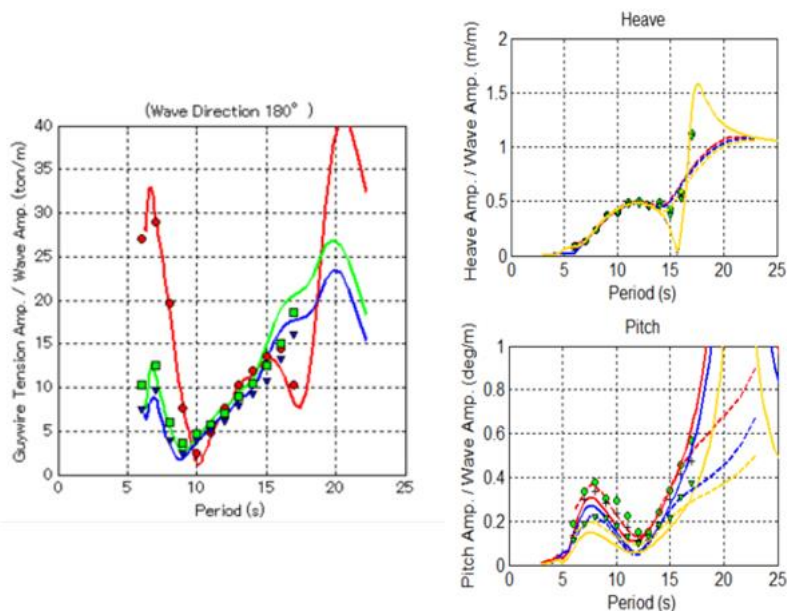 (Wave Direction 180°)
Guywire Tension Amp. / Wave Amp. (ton/m)
40
35
30
25
20
15
10
5
0
0 5 10 15 20 25
Period (s)
Heave
Heave Amp. / Wave Amp. (m/m)
2
1.5
1
0.5
0
0 5 10 15 20 25
Period (s)
Pitch
Pitch Amp. / Wave Amp. (deg/m)
1
0.8
0.6
0.4
0.2
0
0 5 10 15 20 25
Period (s)